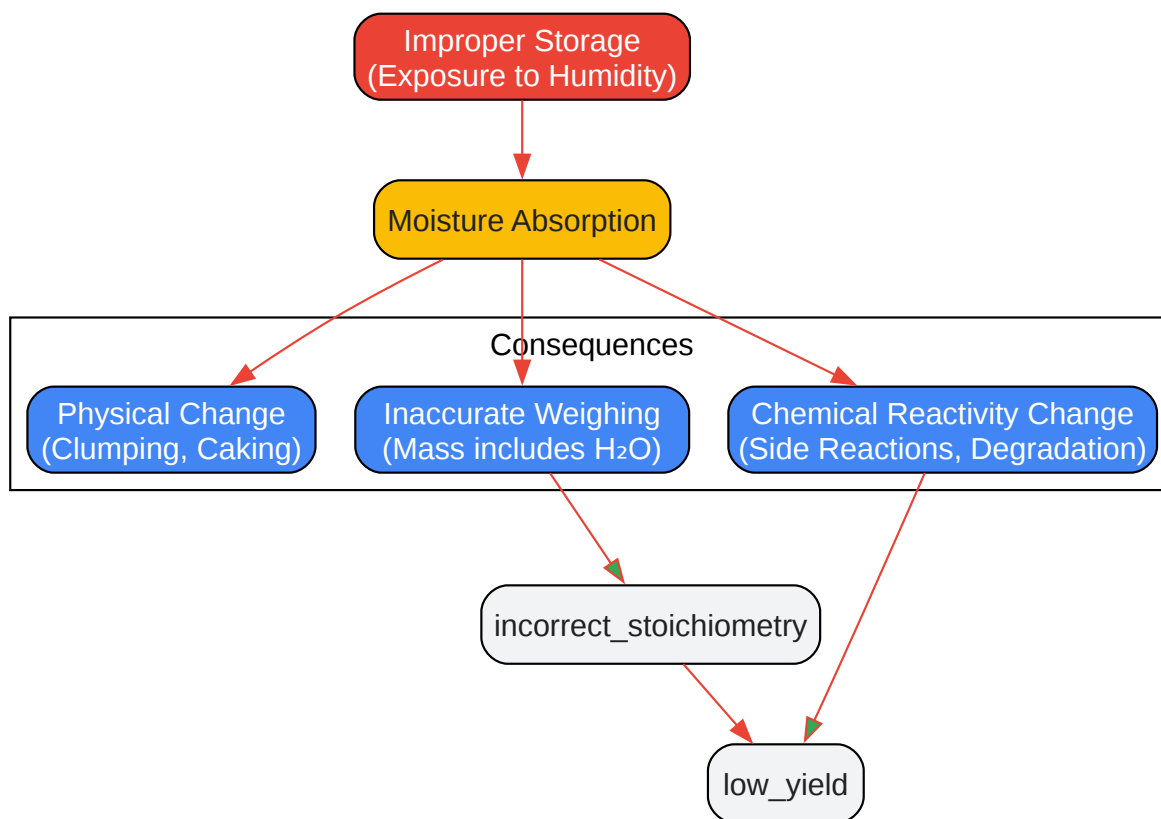 Improper Storage
(Exposure to Humidity)
Moisture Absorption
Consequences
Physical Change
(Clumping, Caking)
Inaccurate Weighing
(Mass includes H₂O)
Chemical Reactivity Change
(Side Reactions, Degradation)
incorrect_stoichiometry
low_yield